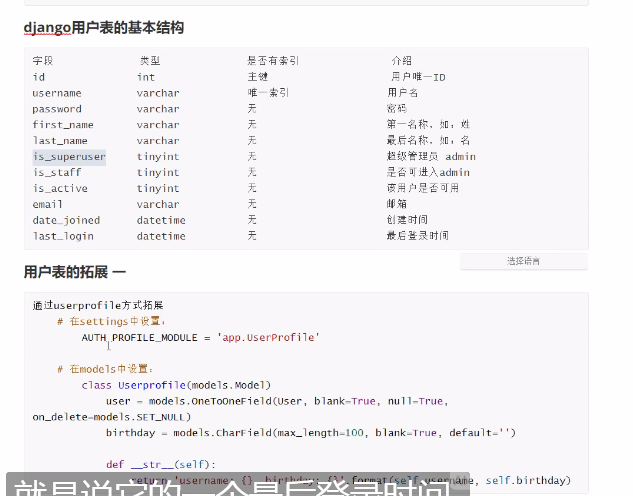 django用户表的基本结构
字段 类型 是否有索引 介绍
id int 主键 用户唯一ID
username varchar 唯一索引 用户名
password varchar 无 密码
first_name varchar 无 第一名称，如：姓
last_name varchar 无 最后名称，如：名
is_superuser tinyint 无 超级管理员 admin
is_staff tinyint 无 是否可进入admin
is_active tinyint 无 该用户是否可用
email varchar 无 邮箱
date_joined datetime 无 创建时间
last_login datetime 无 最后登录时间
选择语言
用户表的拓展 一
通过userprofile方式拓展
# 在settings中设置：
AUTH_PROFILE_MODULE = 'app.UserProfile'
# 在models中设置：
class Userprofile(models.Model)
user = models.OneToOneField(User, blank=True, null=True,
on_delete=models.SET_NULL)
birthday = models.CharField(max_length=100, blank=True, default='')
def __str__(self):
return 'username: {} birthday: {}'.format(self.username, self.birthday)
就是说它的一个最后登录时间